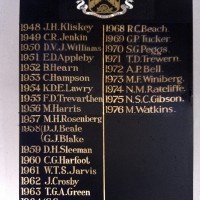 1948 J.H.Kliskey
1949 C.R.Jenkin
1950 D.V.J.Williams
1951 E.D.Appleby
1952 B.Hearn
1953 C.Hampson
1954 K.D.E.Lawry
1955 F.D.Trevarthen
1956 M.Harris
1957 M.H.Rosenberg
1958 D.J.Beale
G.J.Blake
1959 D.H.Sleeman
1960 C.G.Harfoot
1961 W.T.S.Jarvis
1962 J.Crosby
1963 T.G.A.Green
1968 R.C.Beach
1969 G.P.Tucker
1970 S.G.Peggs
1971 T.D.Trewern
1972 A.P.Bell
1973 M.F.Winiberg
1974 N.M.Ratcliffe
1975 N.S.C.Gibson
1976 M.Watkins